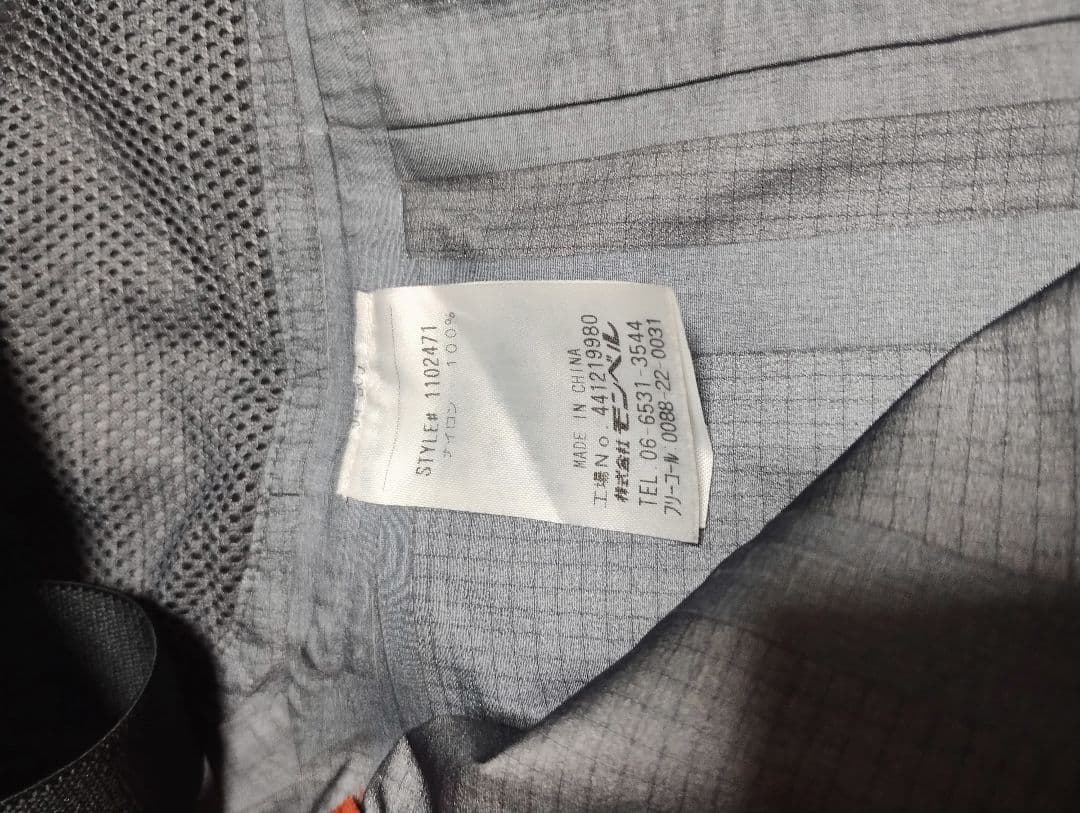 STYLE# 1102471
ナイロン 100%
MADE IN CHINA
工場No. 441219980
株式会社 モンベル
TEL.06-6531-3544
ﾌﾘｰｺｰﾙ 0088-22-0031